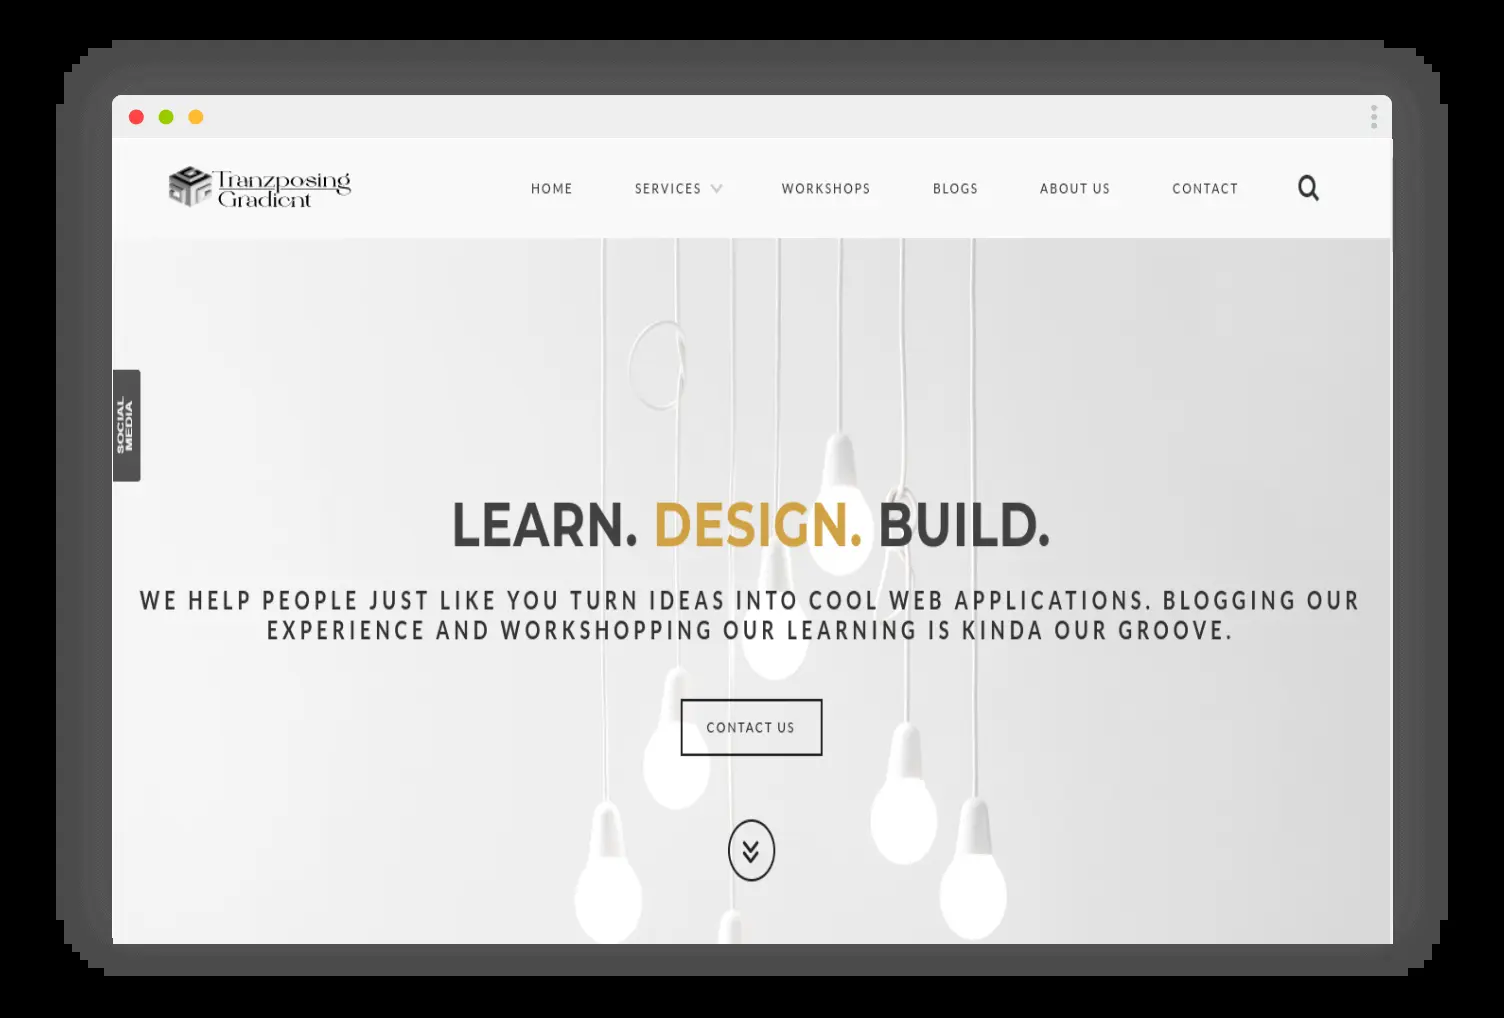 Tranzposing
Gradient
HOME SERVICES WORKSHOPS BLOGS ABOUT US CONTACT
SOCIAL
MEDIA
LEARN. DESIGN. BUILD.
WE HELP PEOPLE JUST LIKE YOU TURN IDEAS INTO COOL WEB APPLICATIONS. BLOGGING OUR
EXPERIENCE AND WORKSHOPPING OUR LEARNING IS KINDA OUR GROOVE.
CONTACT US